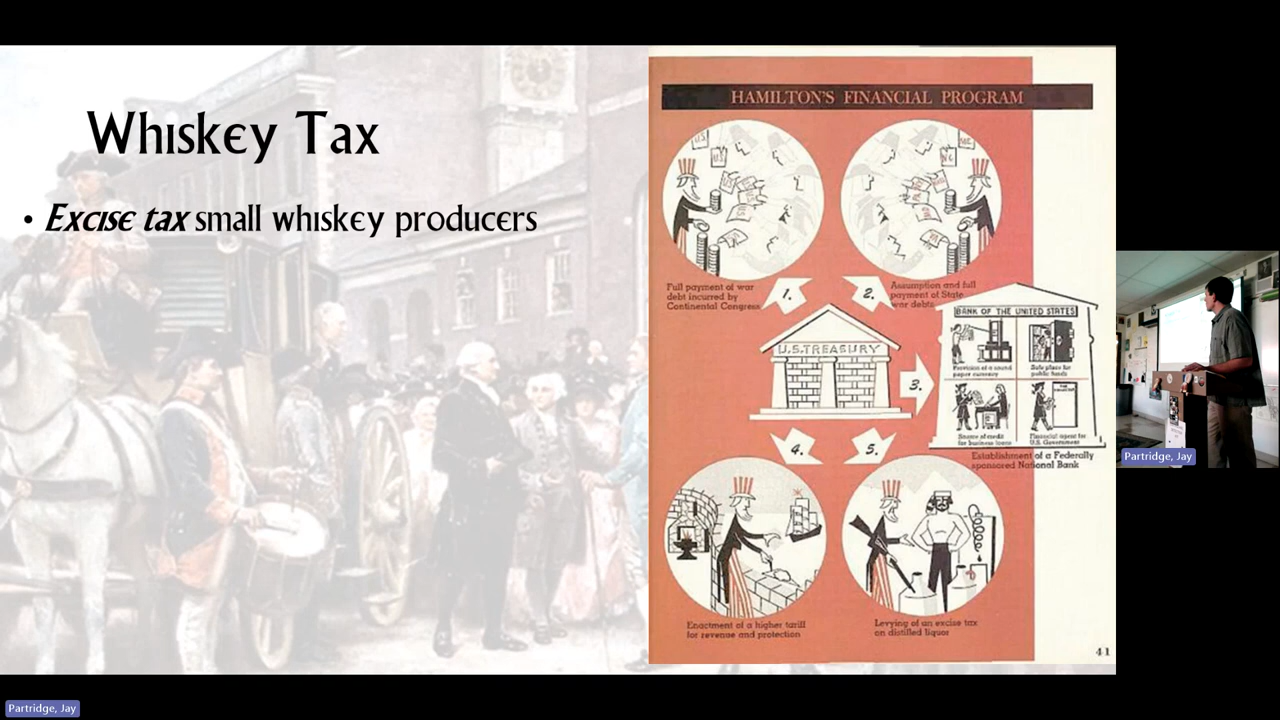 Whiskey Tax
• Excise tax small whiskey producers
HAMILTON'S FINANCIAL PROGRAM
U.S.
Full payment of war
debt incurred by
Continental Congress
1.
2.
Assumption and full
payment of State
war debts
BANK OF THE UNITED STATES
Provision of a sound
paper currency
Safe place for
public funds
U.S. TREASURY
3.
Source of credit
for business loans
Financial agent for
U.S. Government
Establishment of a Federally
sponsored National Bank
4.
5.
Enactment of a higher tariff
for revenue and protection
Levying of an excise tax
on distilled liquor
41
Partridge, Jay
Partridge, Jay